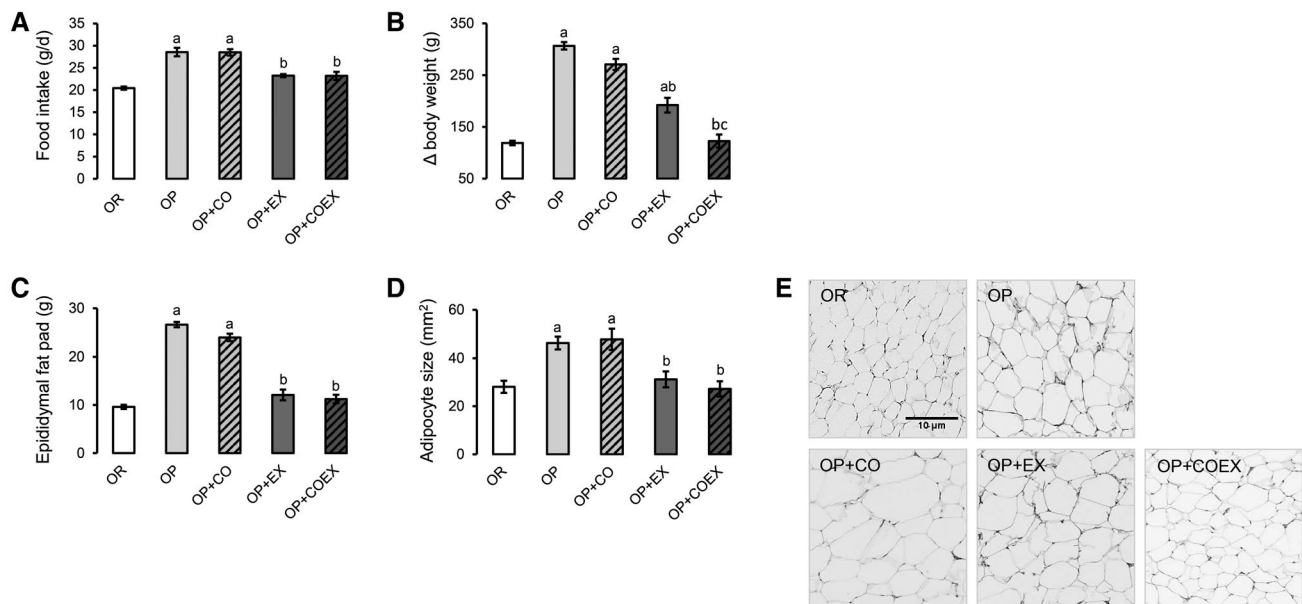 A
Food intake (g/d)
35
30
25
20
15
10
5
0
a
a
b
b
OR
OP
OP+CO
OP+EX
OP+COEX
B
Δ body weight (g)
350
250
150
50
a
a
ab
bc
OR
OP
OP+CO
OP+EX
OP+COEX
C
Epididymal fat pad (g)
30
20
10
0
a
a
b
b
OR
OP
OP+CO
OP+EX
OP+COEX
D
Adipocyte size (mm²)
60
40
20
0
a
a
b
b
OR
OP
OP+CO
OP+EX
OP+COEX
E
OR
OP
10 μm
OP+CO
OP+EX
OP+COEX